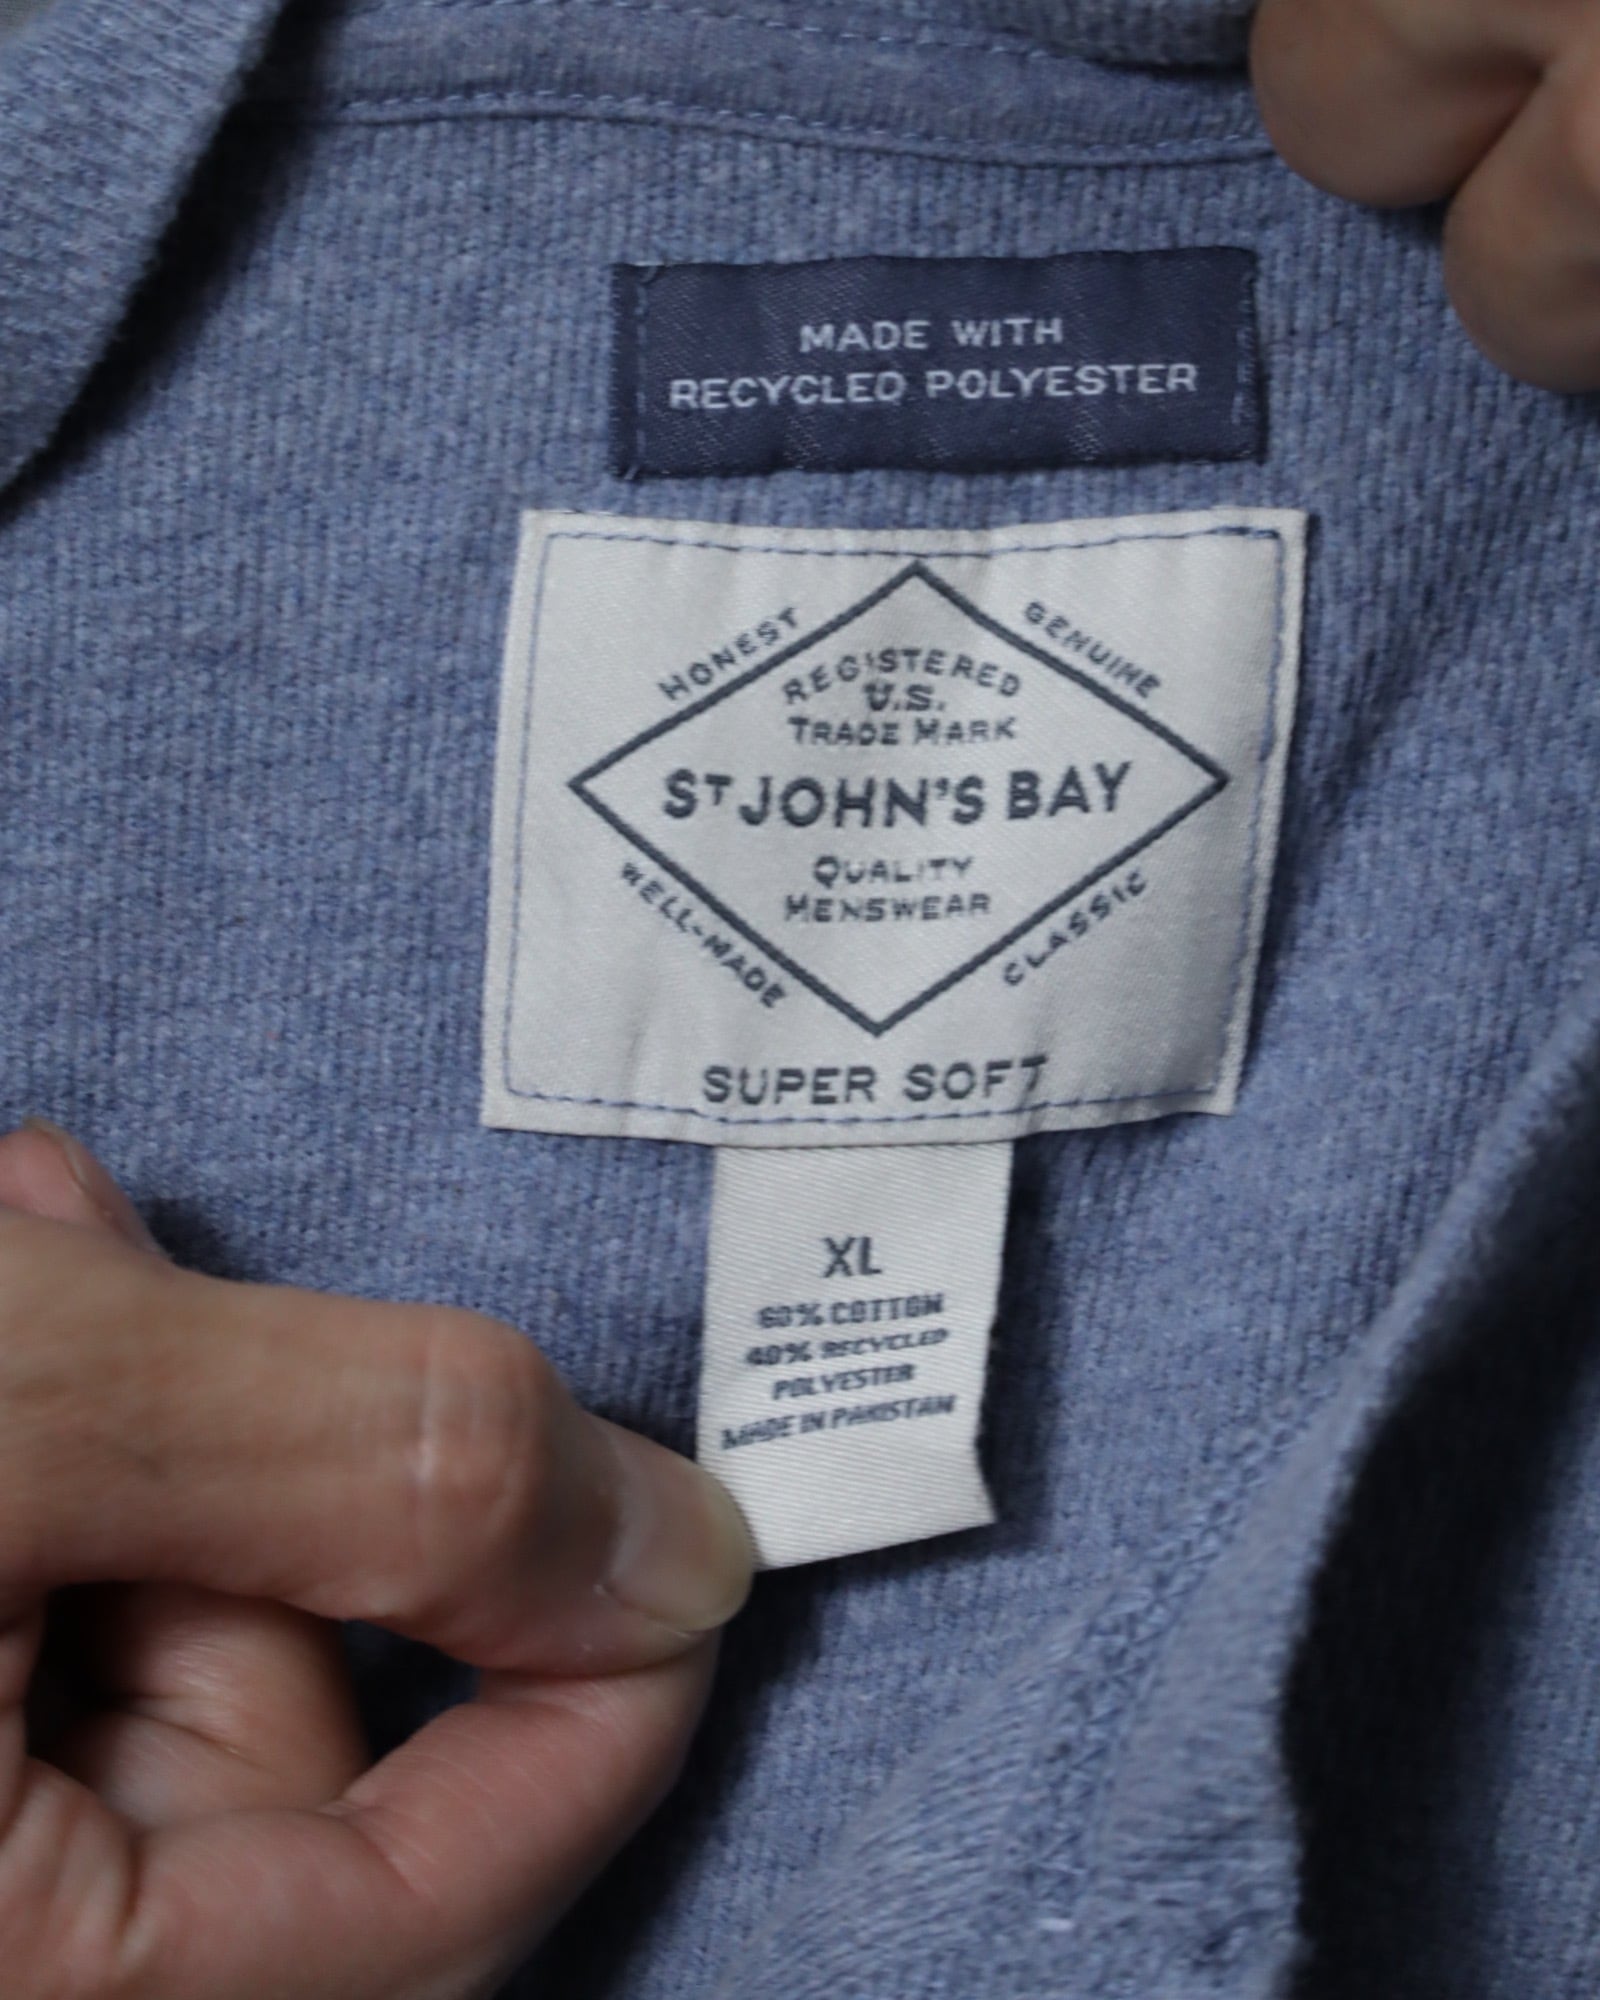 MADE WITH
RECYCLED POLYESTER
HONEST
GENUINE
REGISTERED
U.S.
TRADE MARK
ST JOHN'S BAY
QUALITY
MENSWEAR
WELL-MADE
CLASSIC
SUPER SOFT
XL
60% COTTON
40% RECYCLED
POLYESTER
MADE IN PAKISTAN